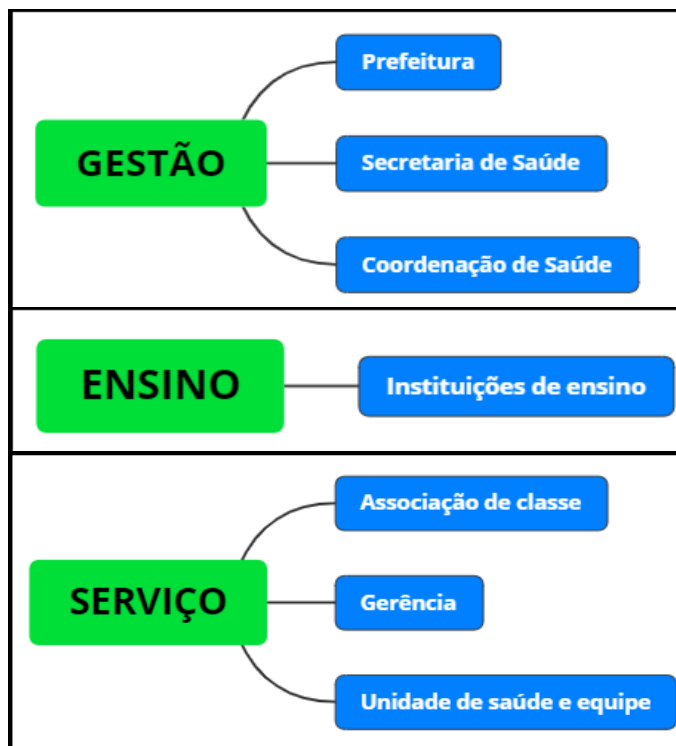 GESTÃO
Prefeitura
Secretaria de Saúde
Coordenação de Saúde
ENSINO
Instituições de ensino
SERVIÇO
Associação de classe
Gerência
Unidade de saúde e equipe